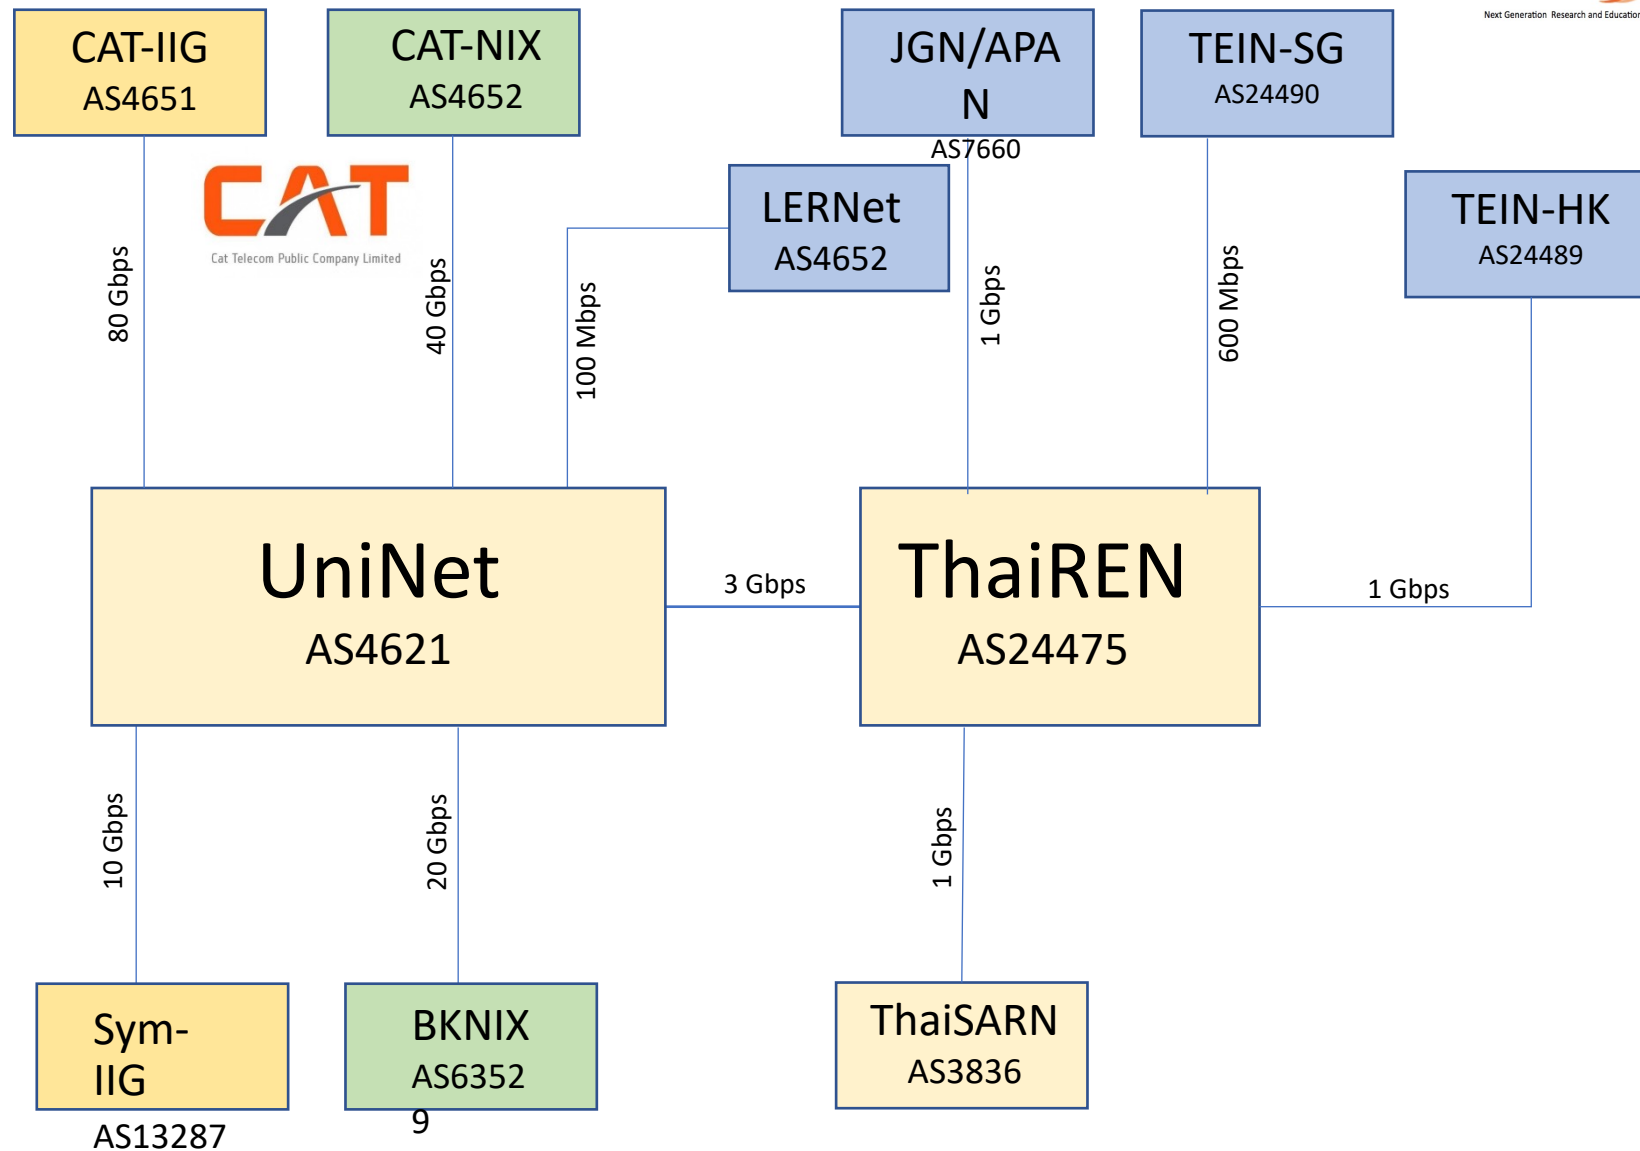 Next Generation Research and Education
CAT-IIG
AS4651
CAT-NIX
AS4652
JGN/APA
N
AS7660
TEIN-SG
AS24490
CAT
Cat Telecom Public Company Limited
LERNet
AS4652
TEIN-HK
AS24489
80 Gbps
40 Gbps
100 Mbps
1 Gbps
600 Mbps
UniNet
AS4621
3 Gbps
ThaiREN
AS24475
1 Gbps
10 Gbps
20 Gbps
1 Gbps
Sym-
IIG
AS13287
BKNIX
AS6352
9
ThaiSARN
AS3836